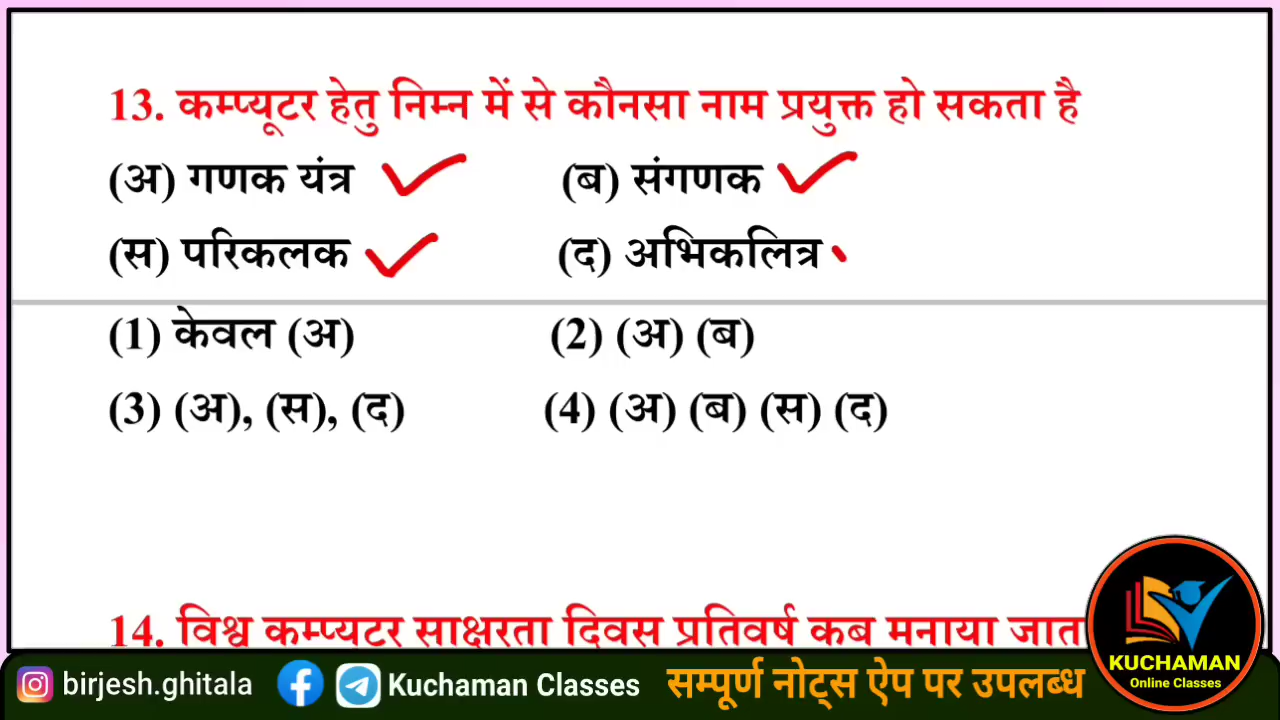 13. कम्प्यूटर हेतु निम्न में से कौनसा नाम प्रयुक्त हो सकता है
(अ) गणक यंत्र (ब) संगणक
(स) परिकलक (द) अभिकलित्र
(1) केवल (अ) (2) (अ) (ब)
(3) (अ), (स), (द) (4) (अ) (ब) (स) (द)
14. विश्व कम्प्यटर साक्षरता दिवस प्रतिवर्ष कब मनाया जाता
KUCHAMAN
Online Classes
birjesh.ghitala Kuchaman Classes सम्पूर्ण नोट्स ऐप पर उपलब्ध